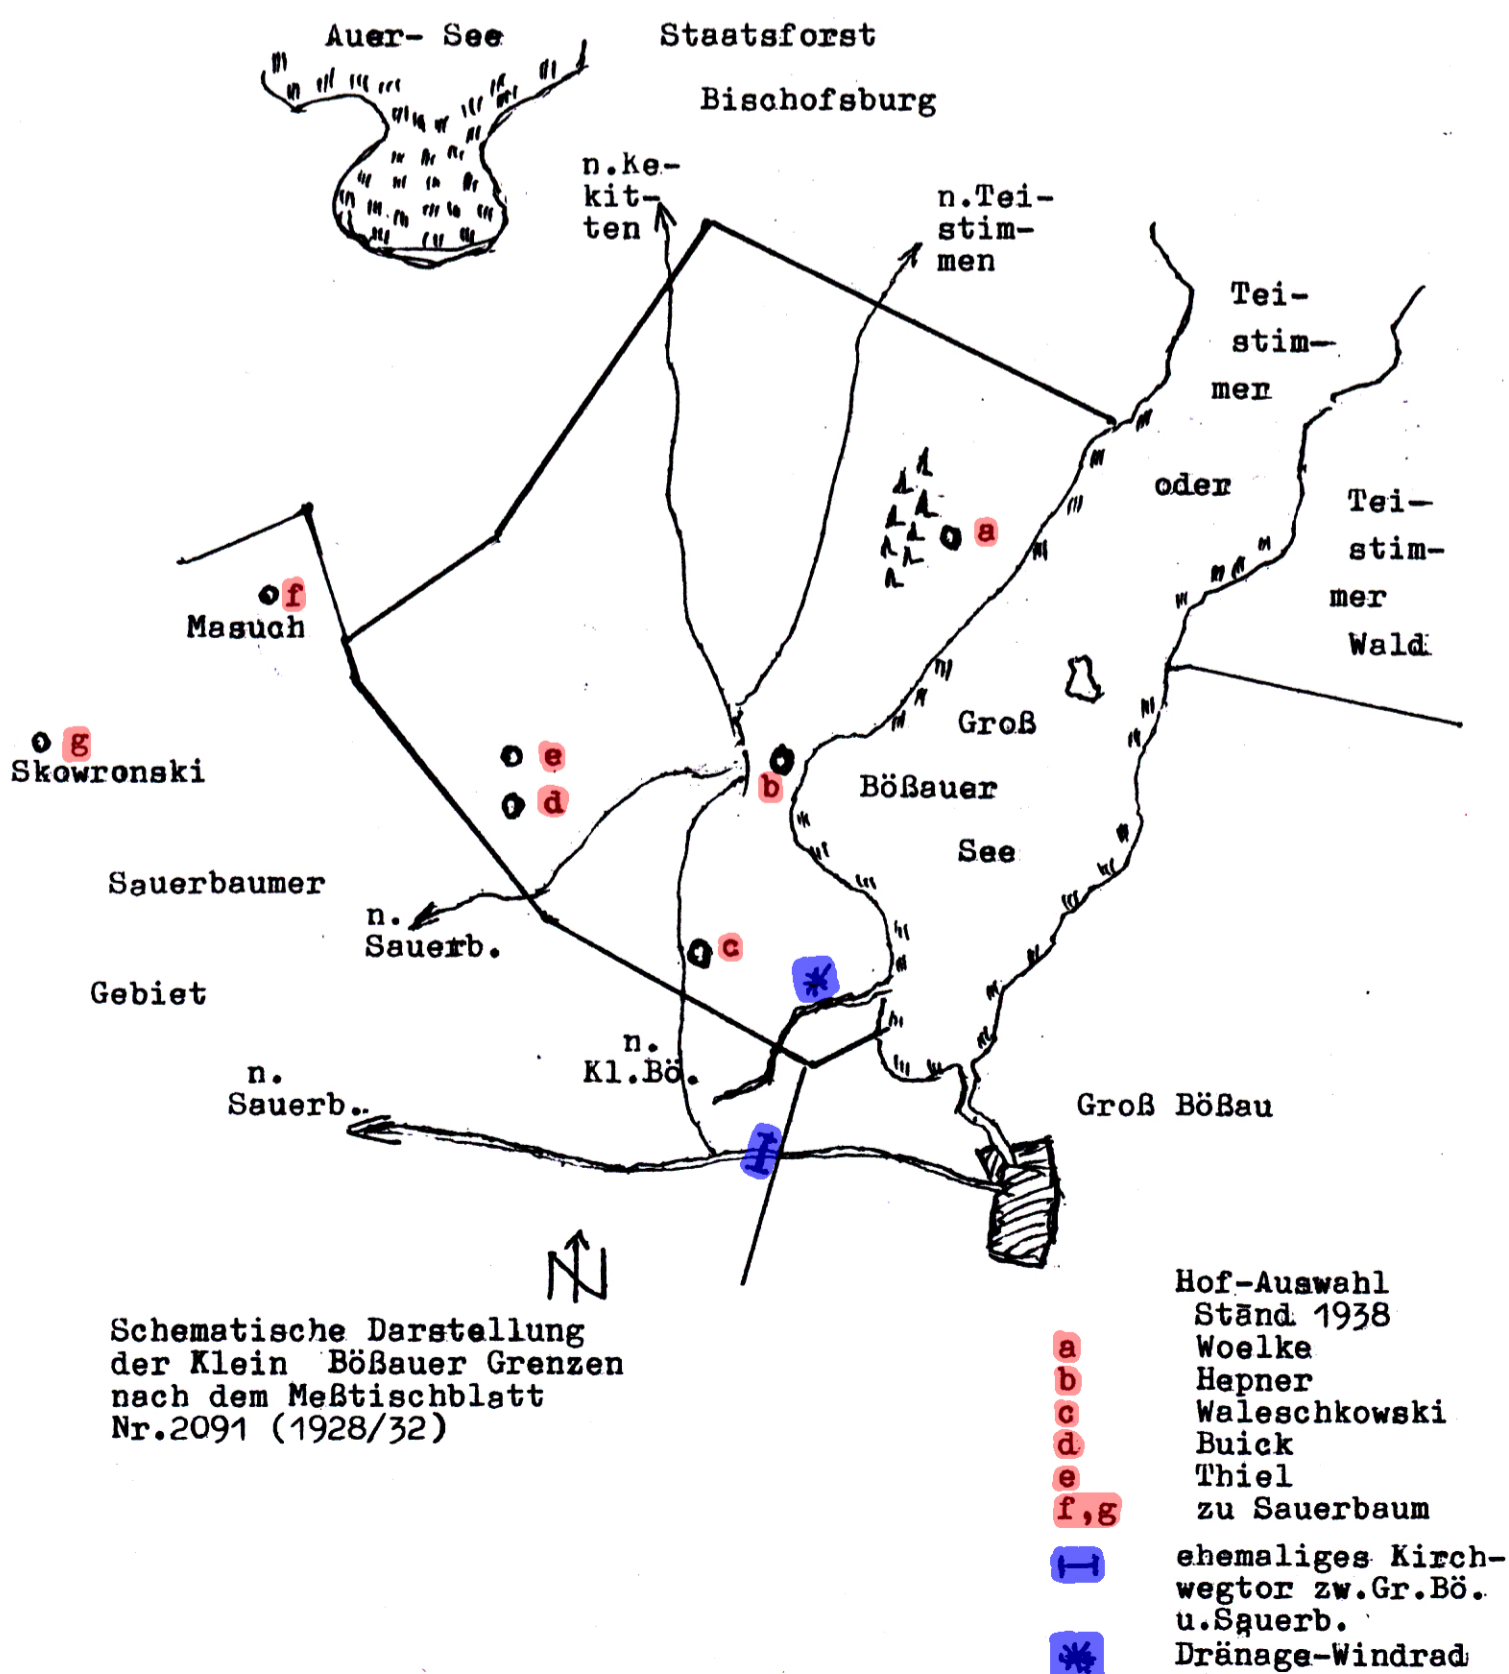 Auer- See
Staatsforst
Bischofsburg
n.Ke-
kit-
ten
n.Tei-
stim-
men
Tei-
stim-
mer
oder
Tei-
stim-
mer
Wald
a
f
Masuch
g
Skowronski
e
d
b
Groß
Bößauer
See
Sauerbaumer
n.
Sauerb.
c
Gebiet
n.
Kl.Bö.
n.
Sauerb..
Groß Bößau
N
Schematische Darstellung
der Klein Bößauer Grenzen
nach dem Meßtischblatt
Nr.2091 (1928/32)
Hof-Auswahl
Stand 1938
a Woelke
b Hepner
c Waleschkowski
d Buick
e Thiel
f,g zu Sauerbaum
ehemaliges Kirch-
wegtor zw.Gr.Bö.
u.Sauerb.
Dränage-Windrad